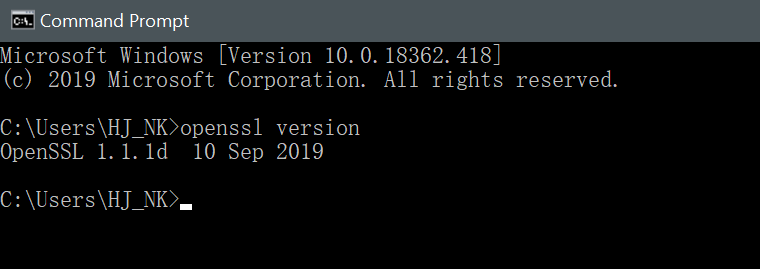 C:\. Command Prompt
Microsoft Windows [Version 10.0.18362.418]
(c) 2019 Microsoft Corporation. All rights reserved.
C:\Users\HJ_NK>openssl version
OpenSSL 1.1.1d  10 Sep 2019
C:\Users\HJ_NK>